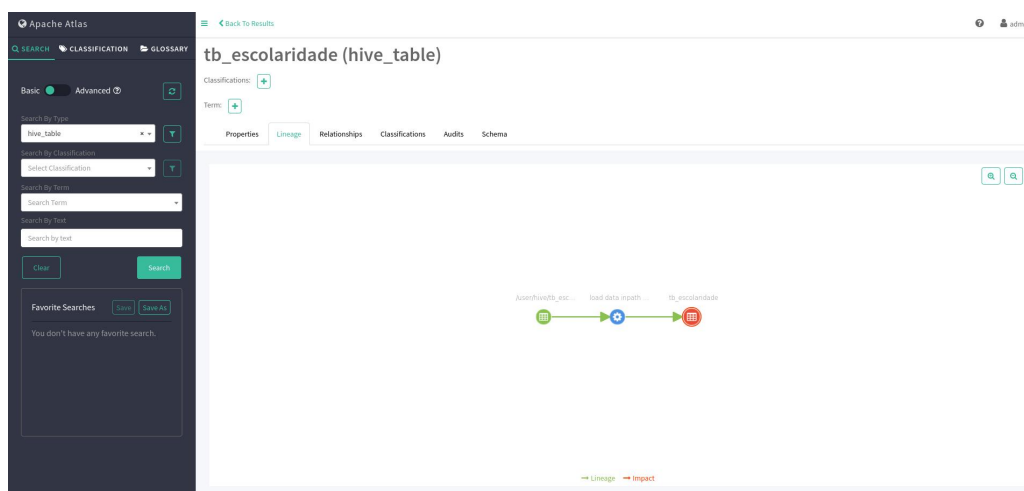 Apache Atlas
SEARCH CLASSIFICATION GLOSSARY
Basic Advanced
Search By Type
hive_table
Search By Classification
Select Classification
Search By Term
Search Term
Search By Text
Search by text
Clear Search
Favorite Searches Save Save As
You don't have any favorite search.
Back To Results
adm
tb_escolaridade (hive_table)
Classifications:
Term:
Properties Lineage Relationships Classifications Audits Schema
/user/hive/tb_esc... load data inpath ... tb_escolaridade
Lineage Impact